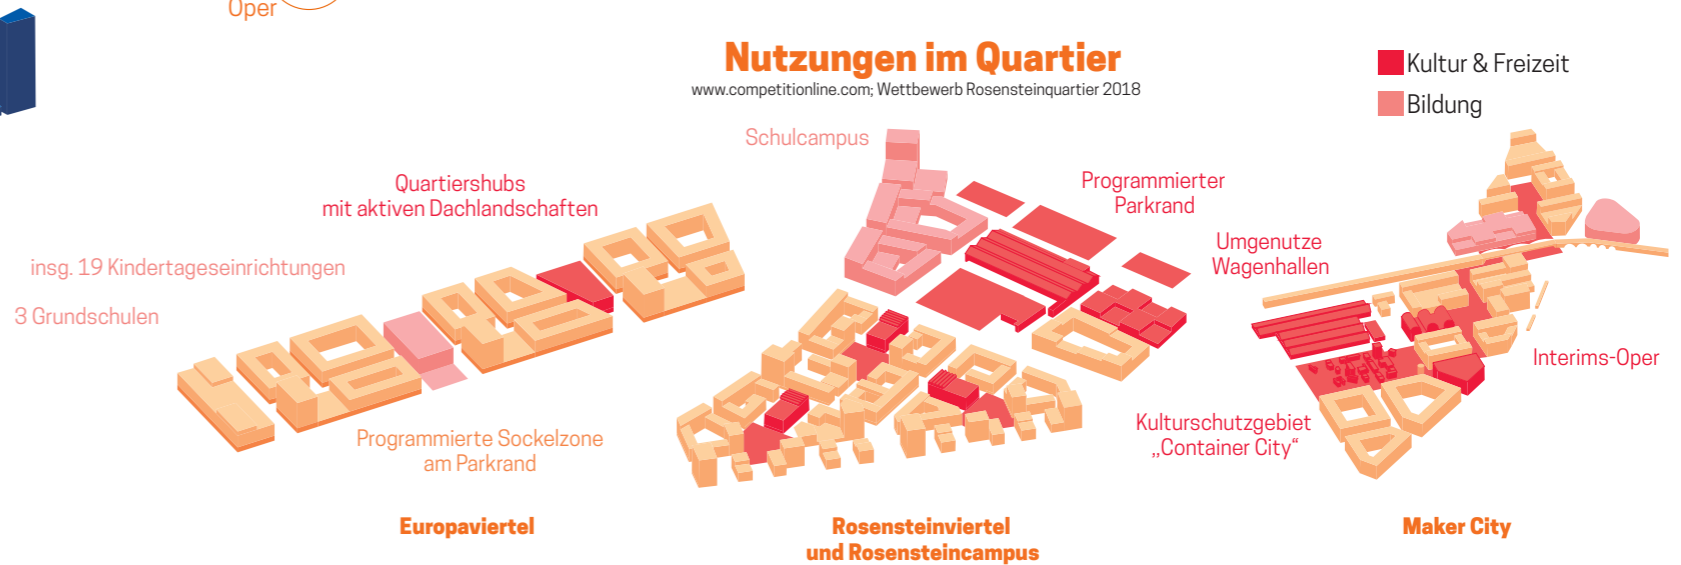 Oper
Nutzungen im Quartier
www.competitionline.com; Wettbewerb Rosensteinquartier 2018
Kultur & Freizeit
Bildung
Schulcampus
Quartiershubs
mit aktiven Dachlandschaften
Programmierter
Parkrand
Umgenutze
Wagenhallen
insg. 19 Kindertageseinrichtungen
3 Grundschulen
Interims-Oper
Programmierte Sockelzone
am Parkrand
Kulturschutzgebiet
„Container City“
Europaviertel
Rosensteinviertel
und Rosensteincampus
Maker City